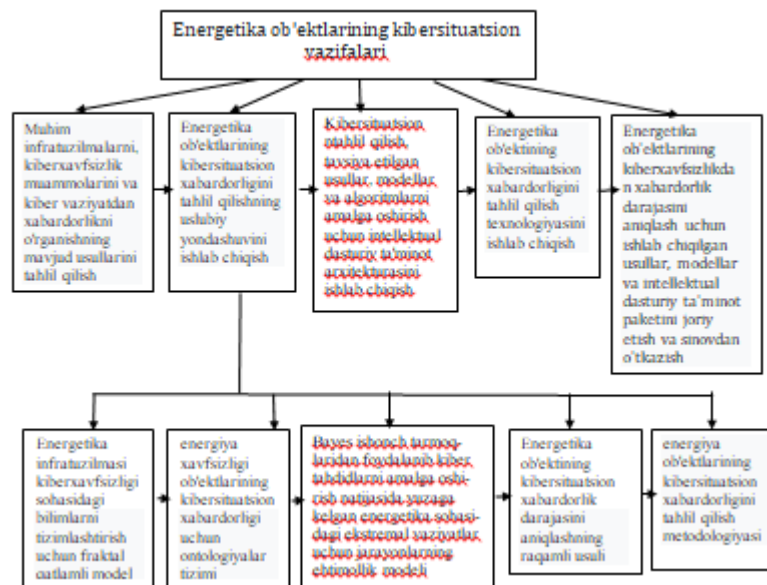 Energetika ob'ektlarining kibersituatsion
vazifalari
Muhim
infratuzilmalarni,
kiberxavfsizlik
muammolarini va
kiber vaziyatdan
xabardorlikni
o'rganishning
mavjud usullarini
tahlil qilish
Energetika
ob'ektlarining
kibersituatsion
xabardorligini
tahlil qilishning
uslubiy
yondashuvini
ishlab chiqish
Kibersituatsion
ntahlil qilish,
tavsiya etilgan
usullar, modellar
va algoritmlarni
amalga oshirish
uchun intellektual
dasturiy ta'minot
arxitekturasini
ishlab chiqish
Energetika
ob'ektining
kibersituatsion
xabardorligini
tahlil qilish
texnologiyasini
ishlab chiqish
Energetika
ob'ektlarining
kiberxavfsizlikda
n xabardorlik
darajasini
aniqlash uchun
ishlab chiqilgan
usullar, modellar
va intellektual
dasturiy ta'minot
paketini joriy
etish va sinovdan
o'tkazish
Energetika
infratuzilmasi
kiberxavfsizligi
sohasidagi
bilimlarni
tizimlashtirish
uchun fraktal
qatlamli model
energiya
xavfsizligi
ob'ektlarining
kibersituatsion
xabardorligi
uchun
ontologiyalar
tizimi
Bayes ishonch tarmoq-
laridan foydalanib kiber
tahdidlarni amalga oshi-
rish natijasida yuzaga
kelgan energetika sohasi-
dagi ekstremal vaziyatlar
uchun jarayonlarning
ehtimollik modeli
Energetika
ob'ektining
kibersituatsion
xabardorlik
darajasini
aniqlashning
raqamli usuli
energiya
ob'ektlarining
kibersituatsion
xabardorligini
tahlil qilish
metodologiyasi